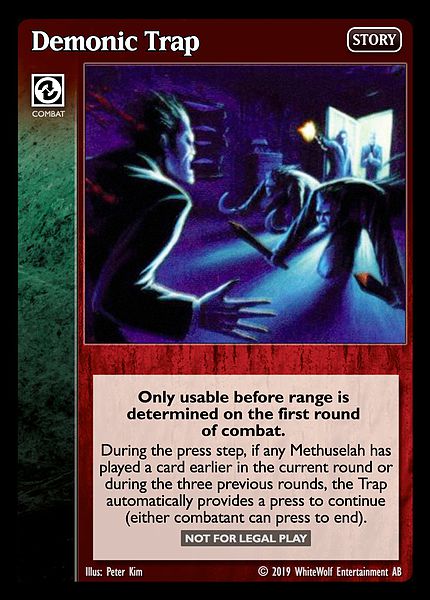 Demonic Trap
STORY
COMBAT
Only usable before range is
determined on the first round
of combat.
During the press step, if any Methuselah has
played a card earlier in the current round or
during the three previous rounds, the Trap
automatically provides a press to continue
(either combatant can press to end).
NOT FOR LEGAL PLAY
Illus: Peter Kim
© 2019 WhiteWolf Entertainment AB